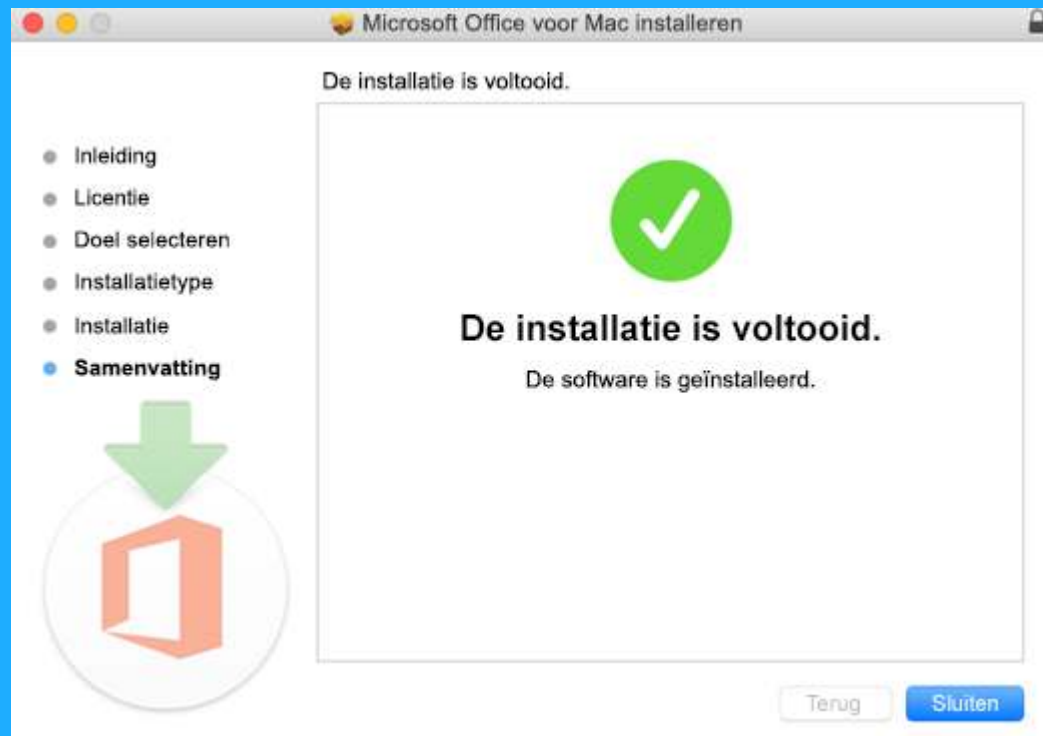 Microsoft Office voor Mac installeren
De installatie is voltooid.
Inleiding
Licentie
Doel selecteren
Installatietype
Installatie
Samenvatting
De installatie is voltooid.
De software is geïnstalleerd.
Terug
Sluiten